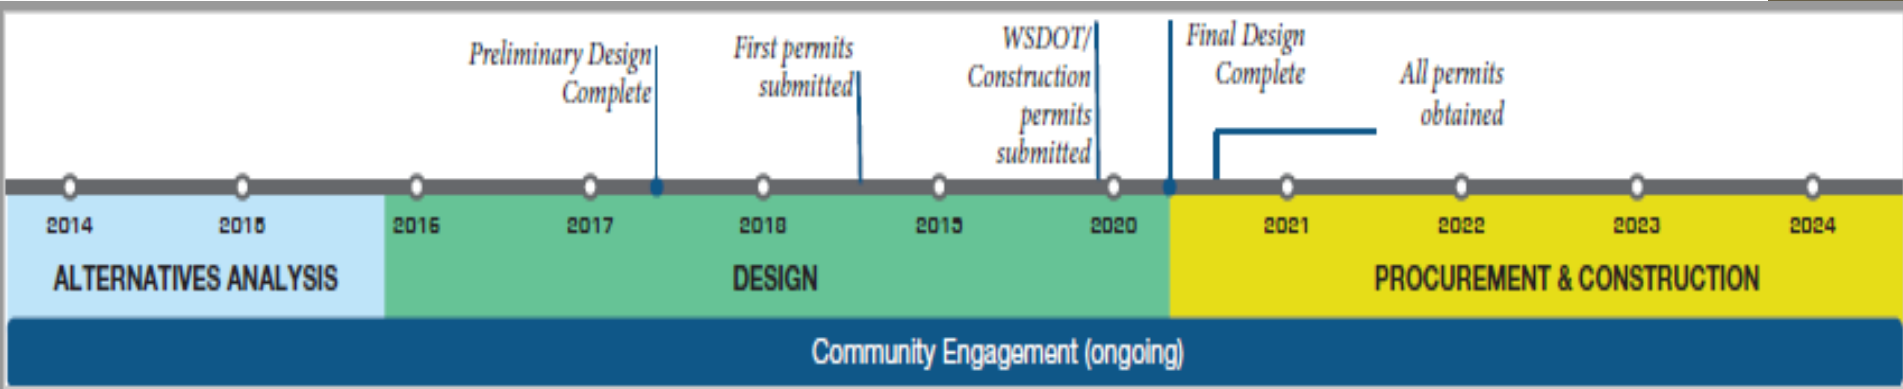 Preliminary Design
Complete
First permits
submitted
WSDOT/
Construction
permits
submitted
Final Design
Complete
All permits
obtained
2014 2015 2016 2017 2018 2019 2020 2021 2022 2023 2024
ALTERNATIVES ANALYSIS DESIGN PROCUREMENT & CONSTRUCTION
Community Engagement (ongoing)